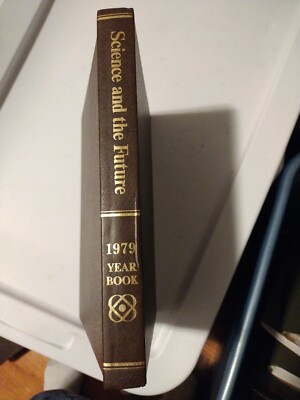 Science and the Future
1979
YEAR
BOOK